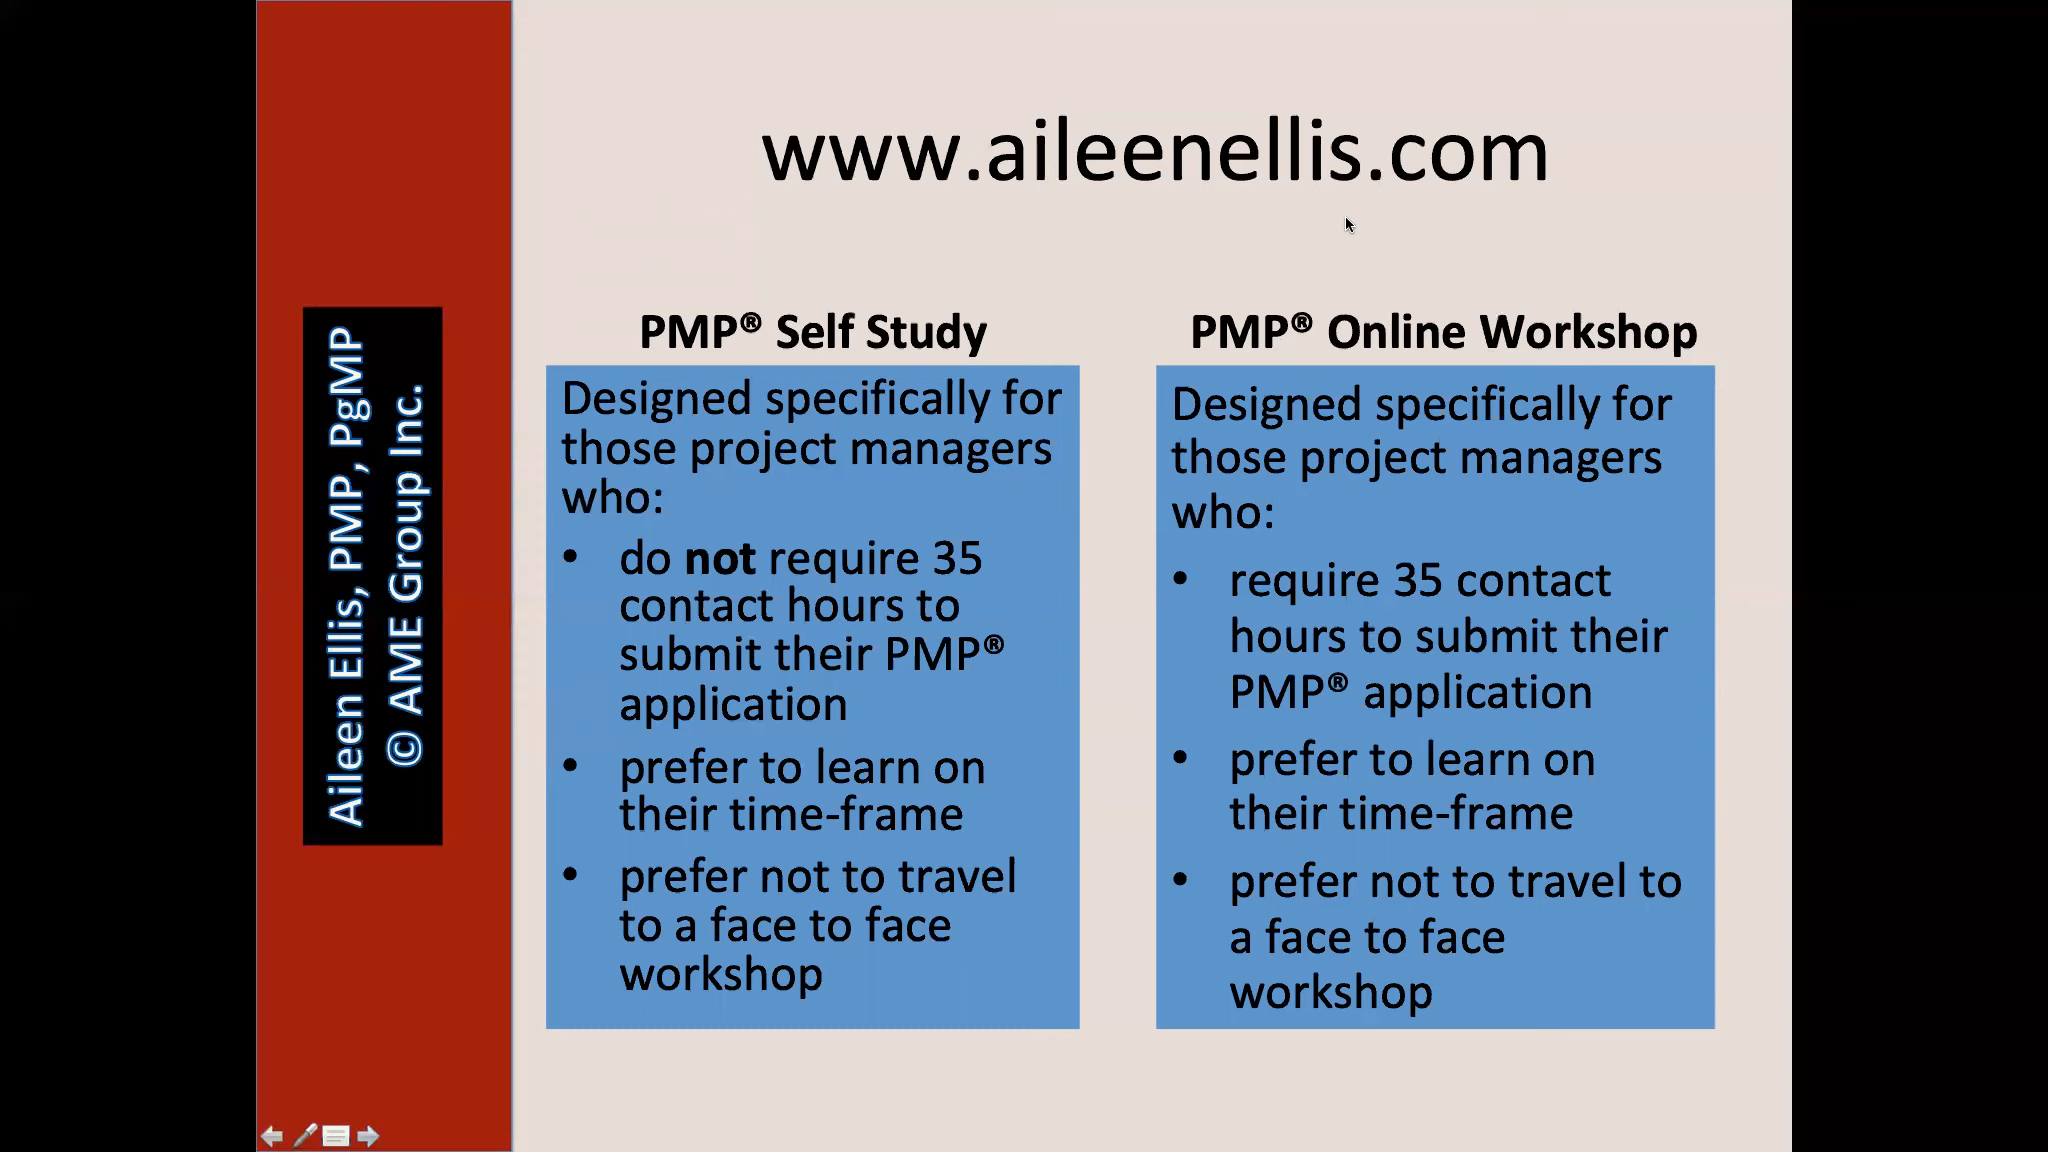 www.aileenellis.com
Aileen Ellis, PMP, PgMP
© AME Group Inc.
PMP® Self Study
Designed specifically for
those project managers
who:
• do not require 35
contact hours to
submit their PMP®
application
• prefer to learn on
their time-frame
• prefer not to travel
to a face to face
workshop
PMP® Online Workshop
Designed specifically for
those project managers
who:
• require 35 contact
hours to submit their
PMP® application
• prefer to learn on
their time-frame
• prefer not to travel to
a face to face
workshop